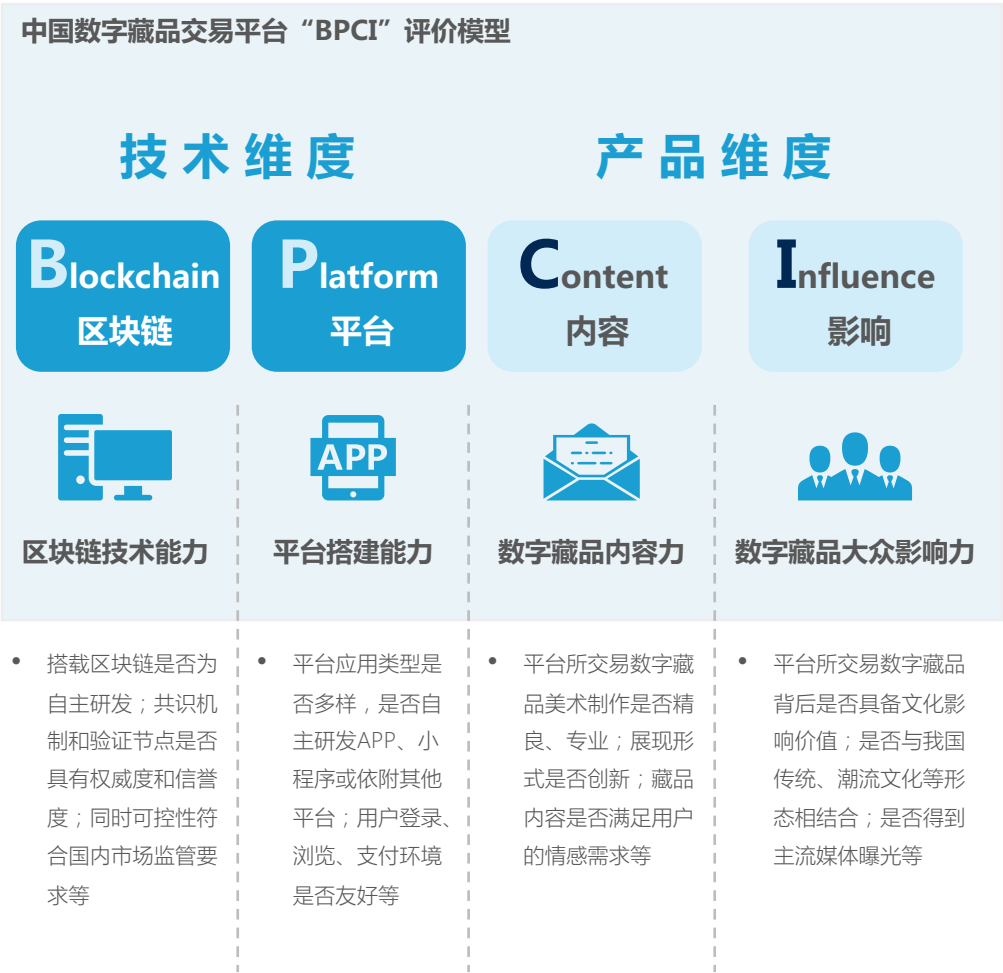 中国数字藏品交易平台“BPCI”评价模型
技术维度
产品维度
Blockchain
区块链
Platform
平台
Content
内容
Influence
影响
APP
区块链技术能力
平台搭建能力
数字藏品内容力
数字藏品大众影响力
• 搭载区块链是否为
自主研发；共识机
制和验证节点是否
具有权威度和信誉
度；同时可控性符
合国内市场监管要
求等
• 平台应用类型是
否多样，是否自
主研发APP、小
程序或依附其他
平台；用户登录、
浏览、支付环境
是否友好等
• 平台所交易数字藏
品美术制作是否精
良、专业；展现形
式是否创新；藏品
内容是否满足用户
的情感需求等
• 平台所交易数字藏品
背后是否具备文化影
响价值；是否与我国
传统、潮流文化等形
态相结合；是否得到
主流媒体曝光等